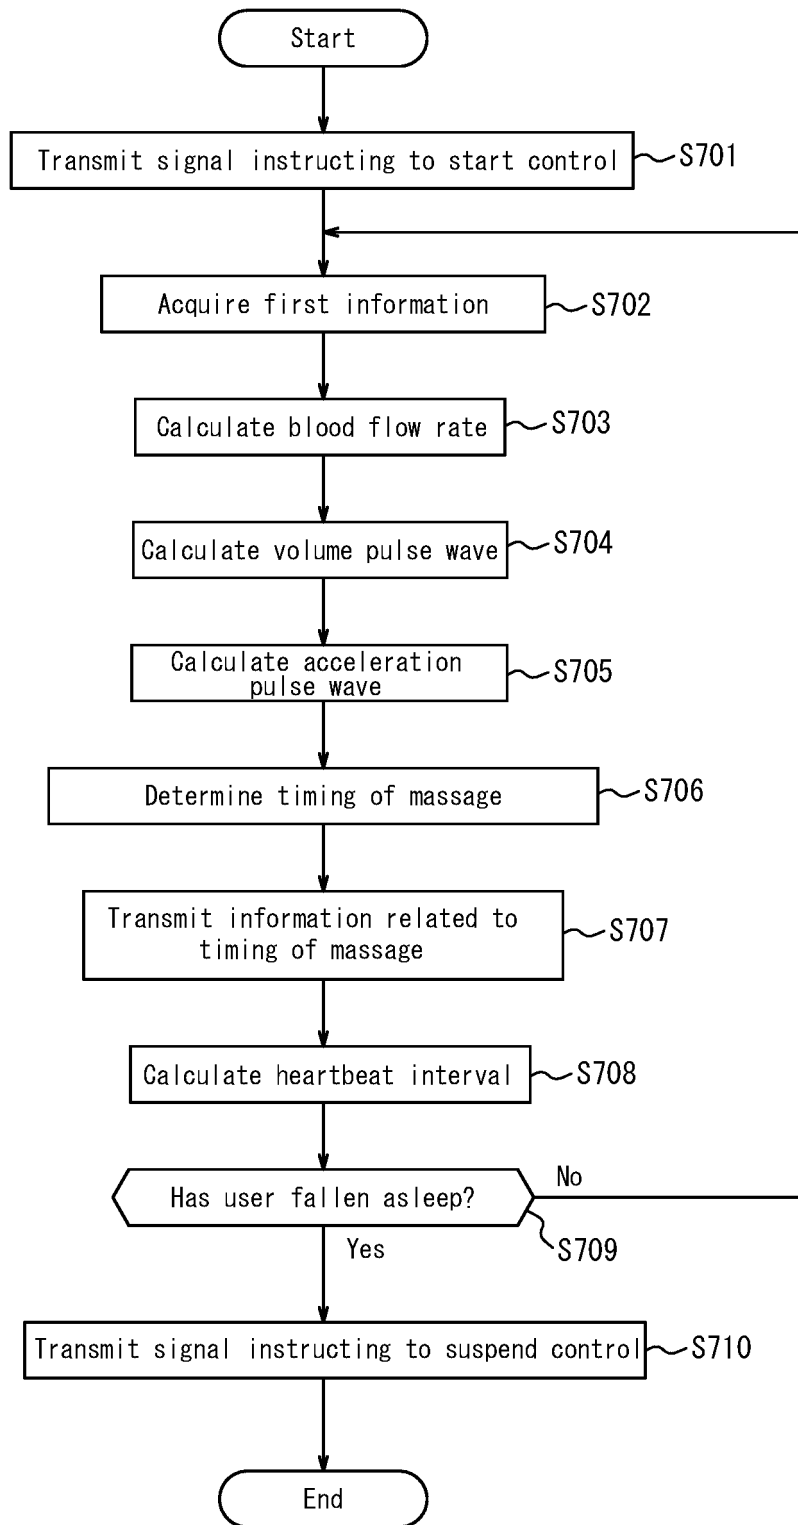 Start
Transmit signal instructing to start control
S701
Acquire first information
S702
Calculate blood flow rate
S703
Calculate volume pulse wave
S704
Calculate acceleration
pulse wave
S705
Determine timing of massage
S706
Transmit information related to
timing of massage
S707
Calculate heartbeat interval
S708
Has user fallen asleep?
No
S709
Yes
Transmit signal instructing to suspend control
S710
End